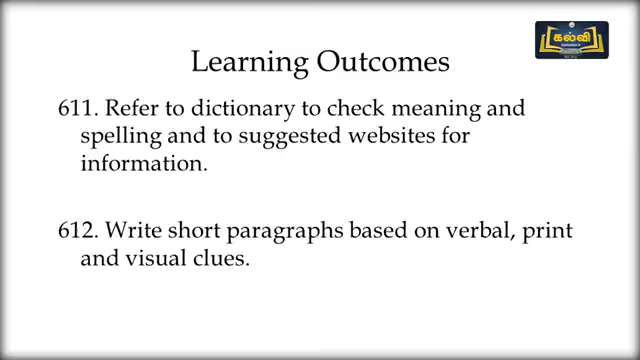 கல்வி
Learning Outcomes
611. Refer to dictionary to check meaning and
spelling and to suggested websites for
information.
612. Write short paragraphs based on verbal, print
and visual clues.